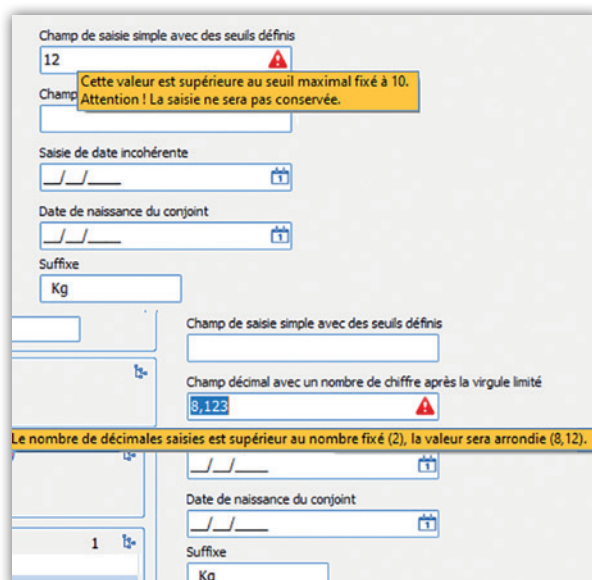 Champ de saisie simple avec des seuils définis
12
Cette valeur est supérieure au seuil maximal fixé à 10.
Attention ! La saisie ne sera pas conservée.
Champ
Saisie de date incohérente
__/__/____
Date de naissance du conjoint
__/__/____
Suffixe
Kg
Champ de saisie simple avec des seuils définis
Champ décimal avec un nombre de chiffre après la virgule limité
8,123
Le nombre de décimales saisies est supérieur au nombre fixé (2), la valeur sera arrondie (8,12).
__/__/____
Date de naissance du conjoint
__/__/____
1
Suffixe
Kg